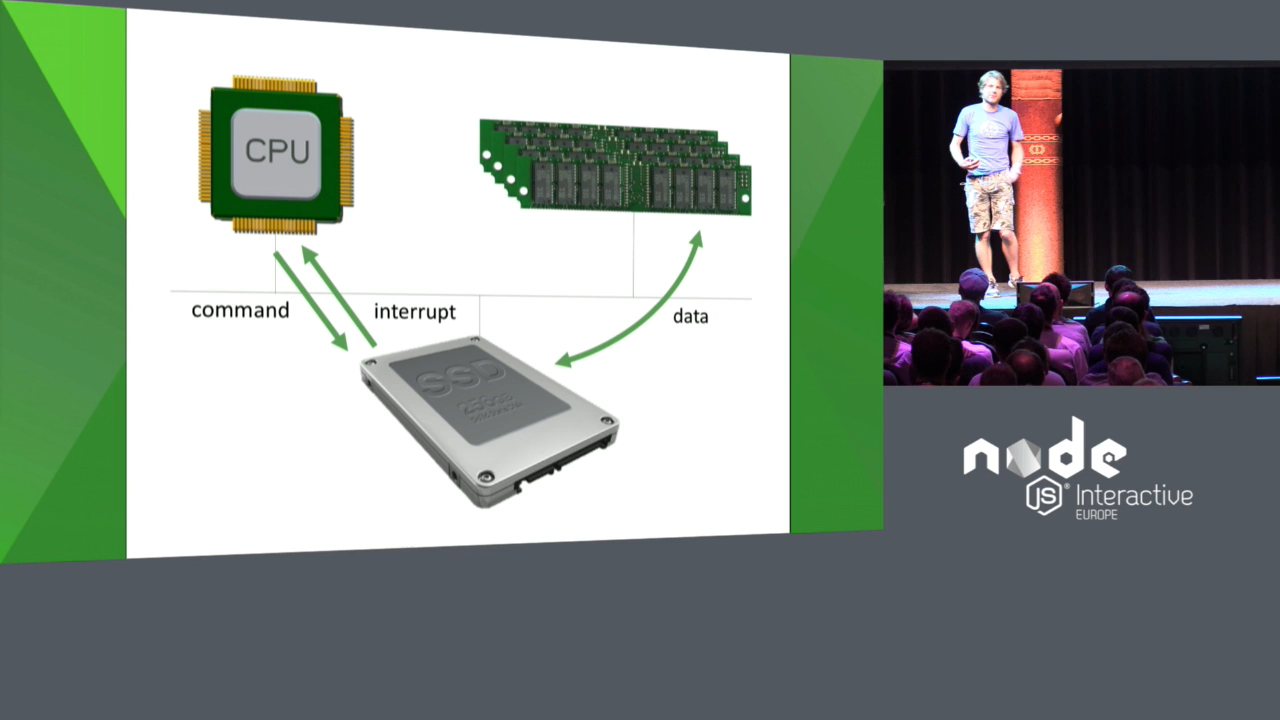 CPU
command
interrupt
data
SSD
node
JS® Interactive
EUROPE